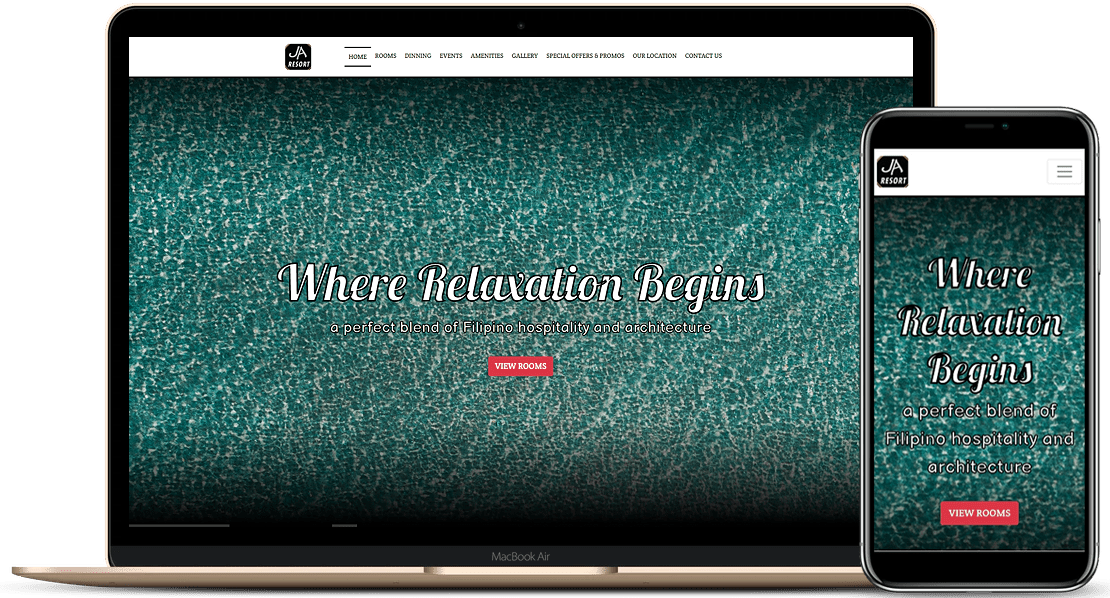 JA
RESORT
HOME ROOMS DINNING EVENTS AMENITIES GALLERY SPECIAL OFFERS & PROMOS OUR LOCATION CONTACT US
Where Relaxation Begins
a perfect blend of Filipino hospitality and architecture
VIEW ROOMS
MacBook Air
JA
RESORT
Where
Relaxation
Begins
a perfect blend of
Filipino hospitality and
architecture
VIEW ROOMS